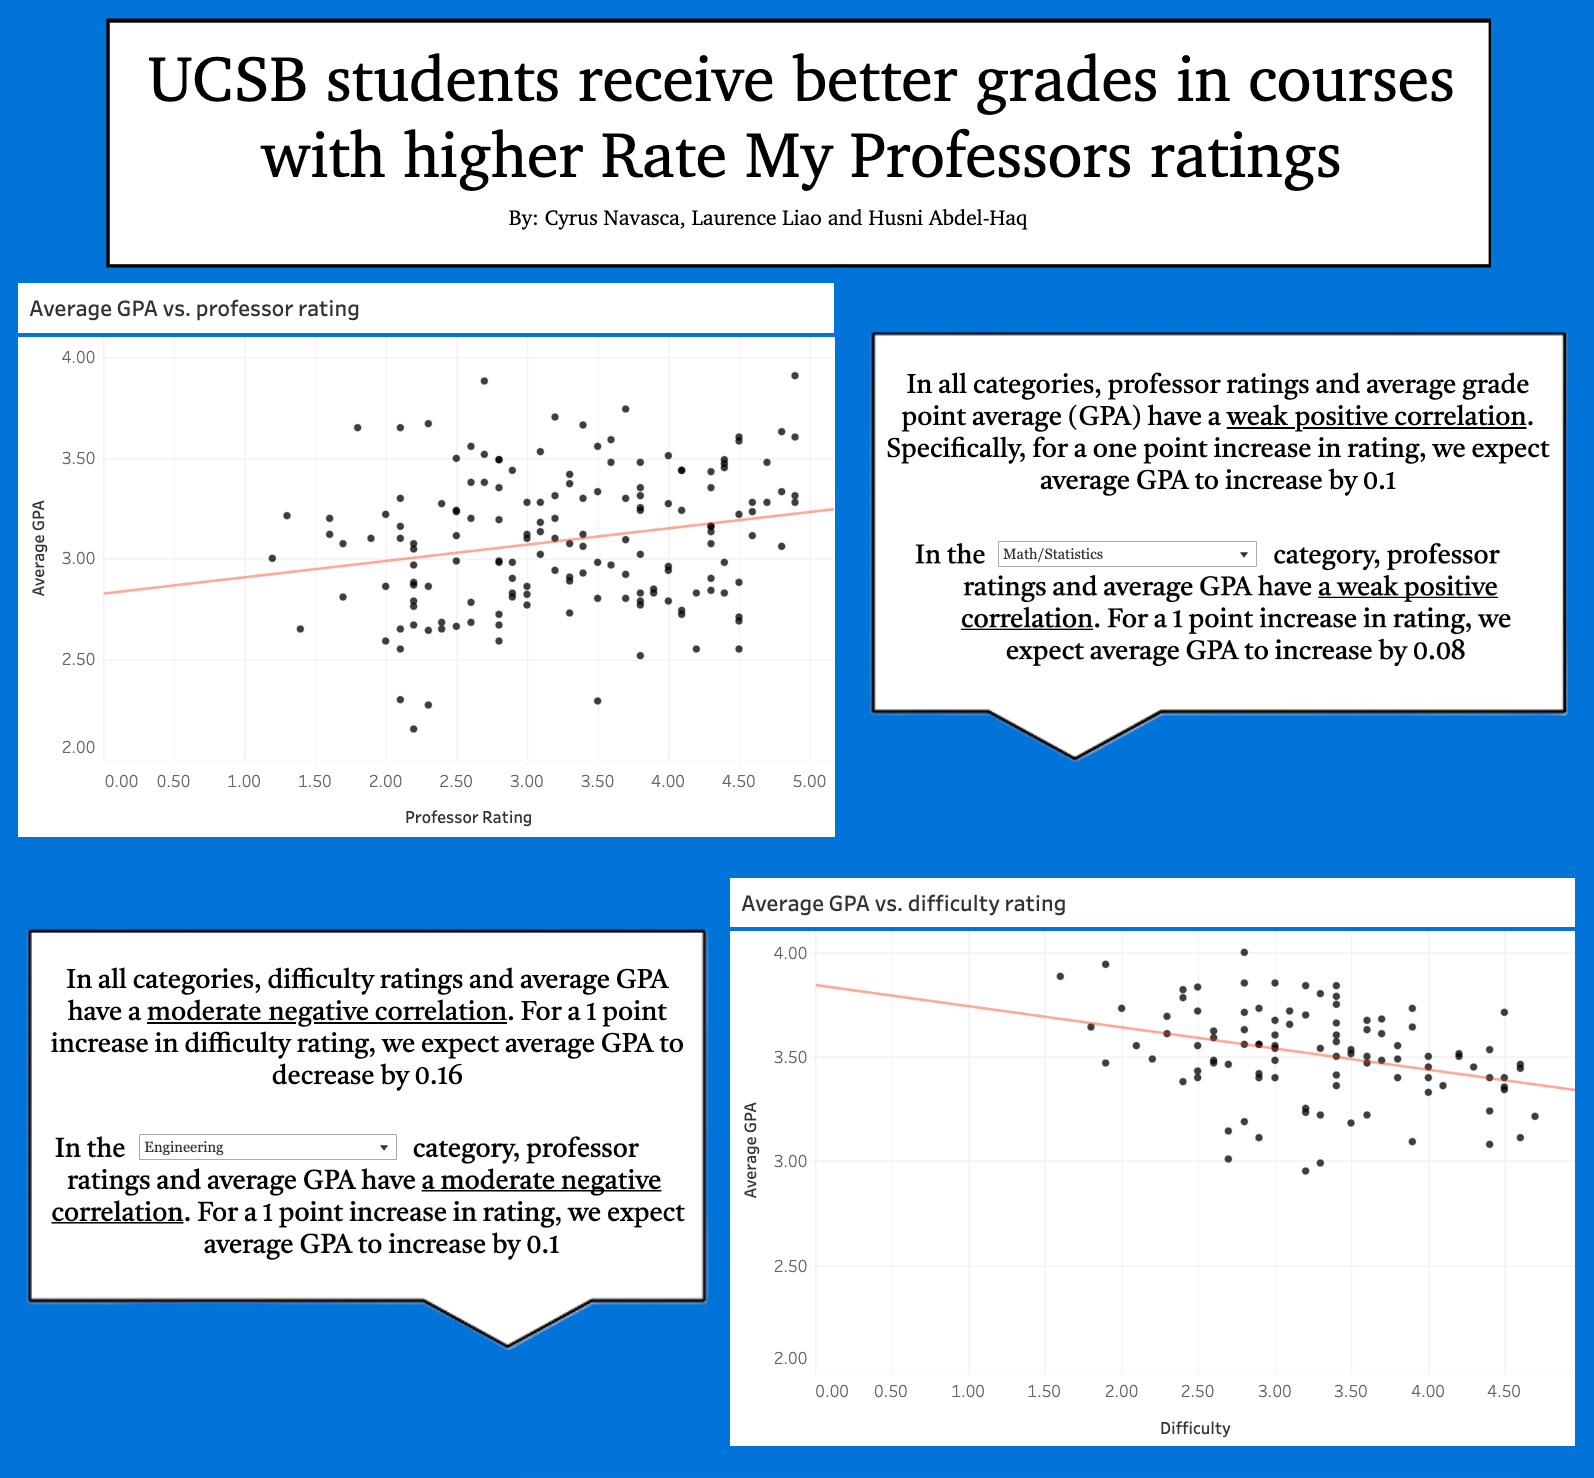 UCSB students receive better grades in courses
with higher Rate My Professors ratings
By: Cyrus Navasca, Laurence Liao and Husni Abdel-Haq
Average GPA vs. professor rating
4.00
3.50
3.00
2.50
2.00
Average GPA
0.00 0.50 1.00 1.50 2.00 2.50 3.00 3.50 4.00 4.50 5.00
Professor Rating
In all categories, professor ratings and average grade
point average (GPA) have a weak positive correlation.
Specifically, for a one point increase in rating, we expect
average GPA to increase by 0.1
In the Math/Statistics category, professor
ratings and average GPA have a weak positive
correlation. For a 1 point increase in rating, we
expect average GPA to increase by 0.08
In all categories, difficulty ratings and average GPA
have a moderate negative correlation. For a 1 point
increase in difficulty rating, we expect average GPA to
decrease by 0.16
In the Engineering category, professor
ratings and average GPA have a moderate negative
correlation. For a 1 point increase in rating, we expect
average GPA to increase by 0.1
Average GPA vs. difficulty rating
4.00
3.50
3.00
2.50
2.00
Average GPA
0.00 0.50 1.00 1.50 2.00 2.50 3.00 3.50 4.00 4.50
Difficulty